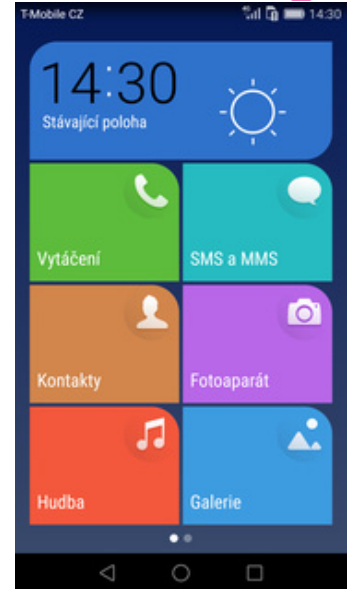 T-Mobile CZ 14:30
14:30
Stávající poloha
Vytáčení
SMS a MMS
Kontakty
Fotoaparát
Hudba
Galerie